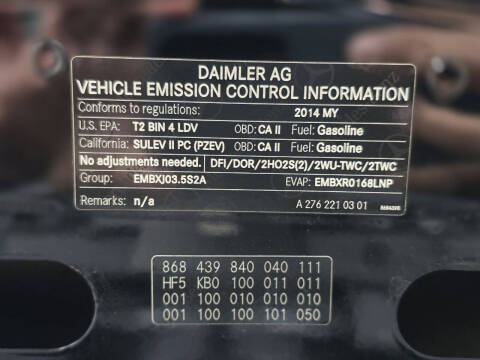 DAIMLER AG
VEHICLE EMISSION CONTROL INFORMATION
Conforms to regulations: 2014 MY
U.S. EPA: T2 BIN 4 LDV OBD: CA II Fuel: Gasoline
California: SULEV II PC (PZEV) OBD: CA II Fuel: Gasoline
No adjustments needed. DFI/DOR/2HO2S(2)/2WU-TWC/2TWC
Group: EMBXJ03.5S2A EVAP: EMBXR0168LNP
Remarks: n/a A 276 221 03 01
868 439 840 040 111
HF5 KB0 100 011 011
001 100 010 010 010
001 100 100 101 050